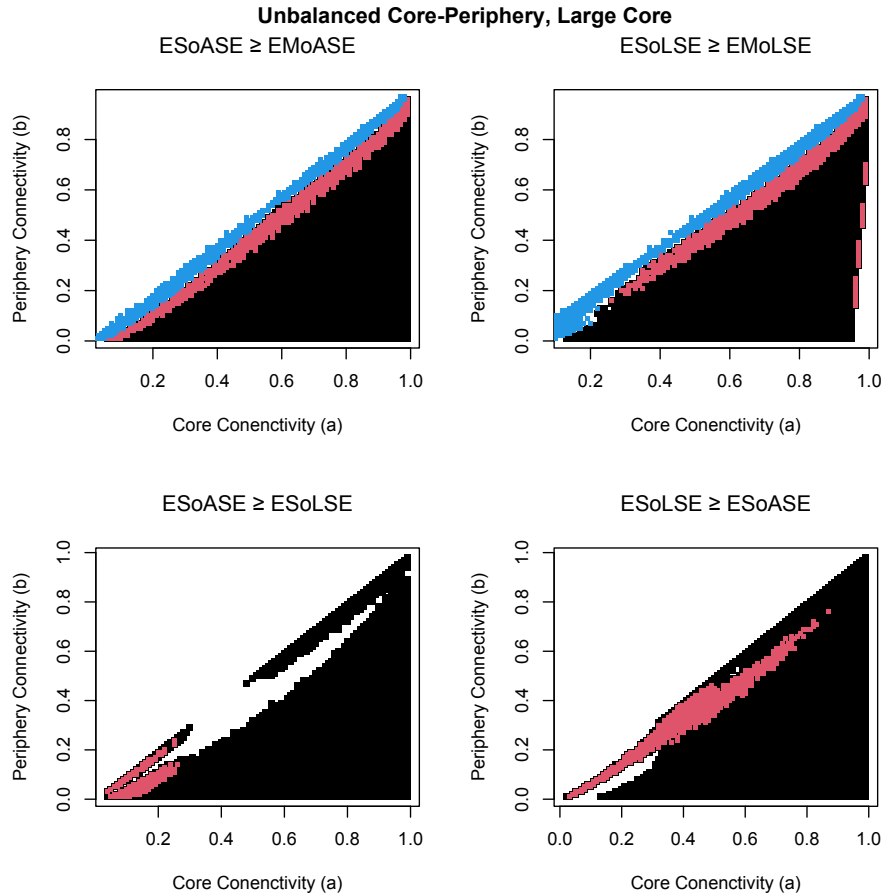 Unbalanced Core-Periphery, Large Core
ESoASE ≥ EMoASE
Periphery Connectivity (b)
0.0 0.2 0.4 0.6 0.8
0.2 0.4 0.6 0.8 1.0
Core Conenctivity (a)
ESoLSE ≥ EMoLSE
Periphery Connectivity (b)
0.0 0.2 0.4 0.6 0.8
0.2 0.4 0.6 0.8 1.0
Core Conenctivity (a)
ESoASE ≥ ESoLSE
Periphery Connectivity (b)
0.0 0.2 0.4 0.6 0.8 1.0
0.2 0.4 0.6 0.8 1.0
Core Conenctivity (a)
ESoLSE ≥ ESoASE
Periphery Connectivity (b)
0.0 0.2 0.4 0.6 0.8 1.0
0.0 0.2 0.4 0.6 0.8 1.0
Core Conenctivity (a)